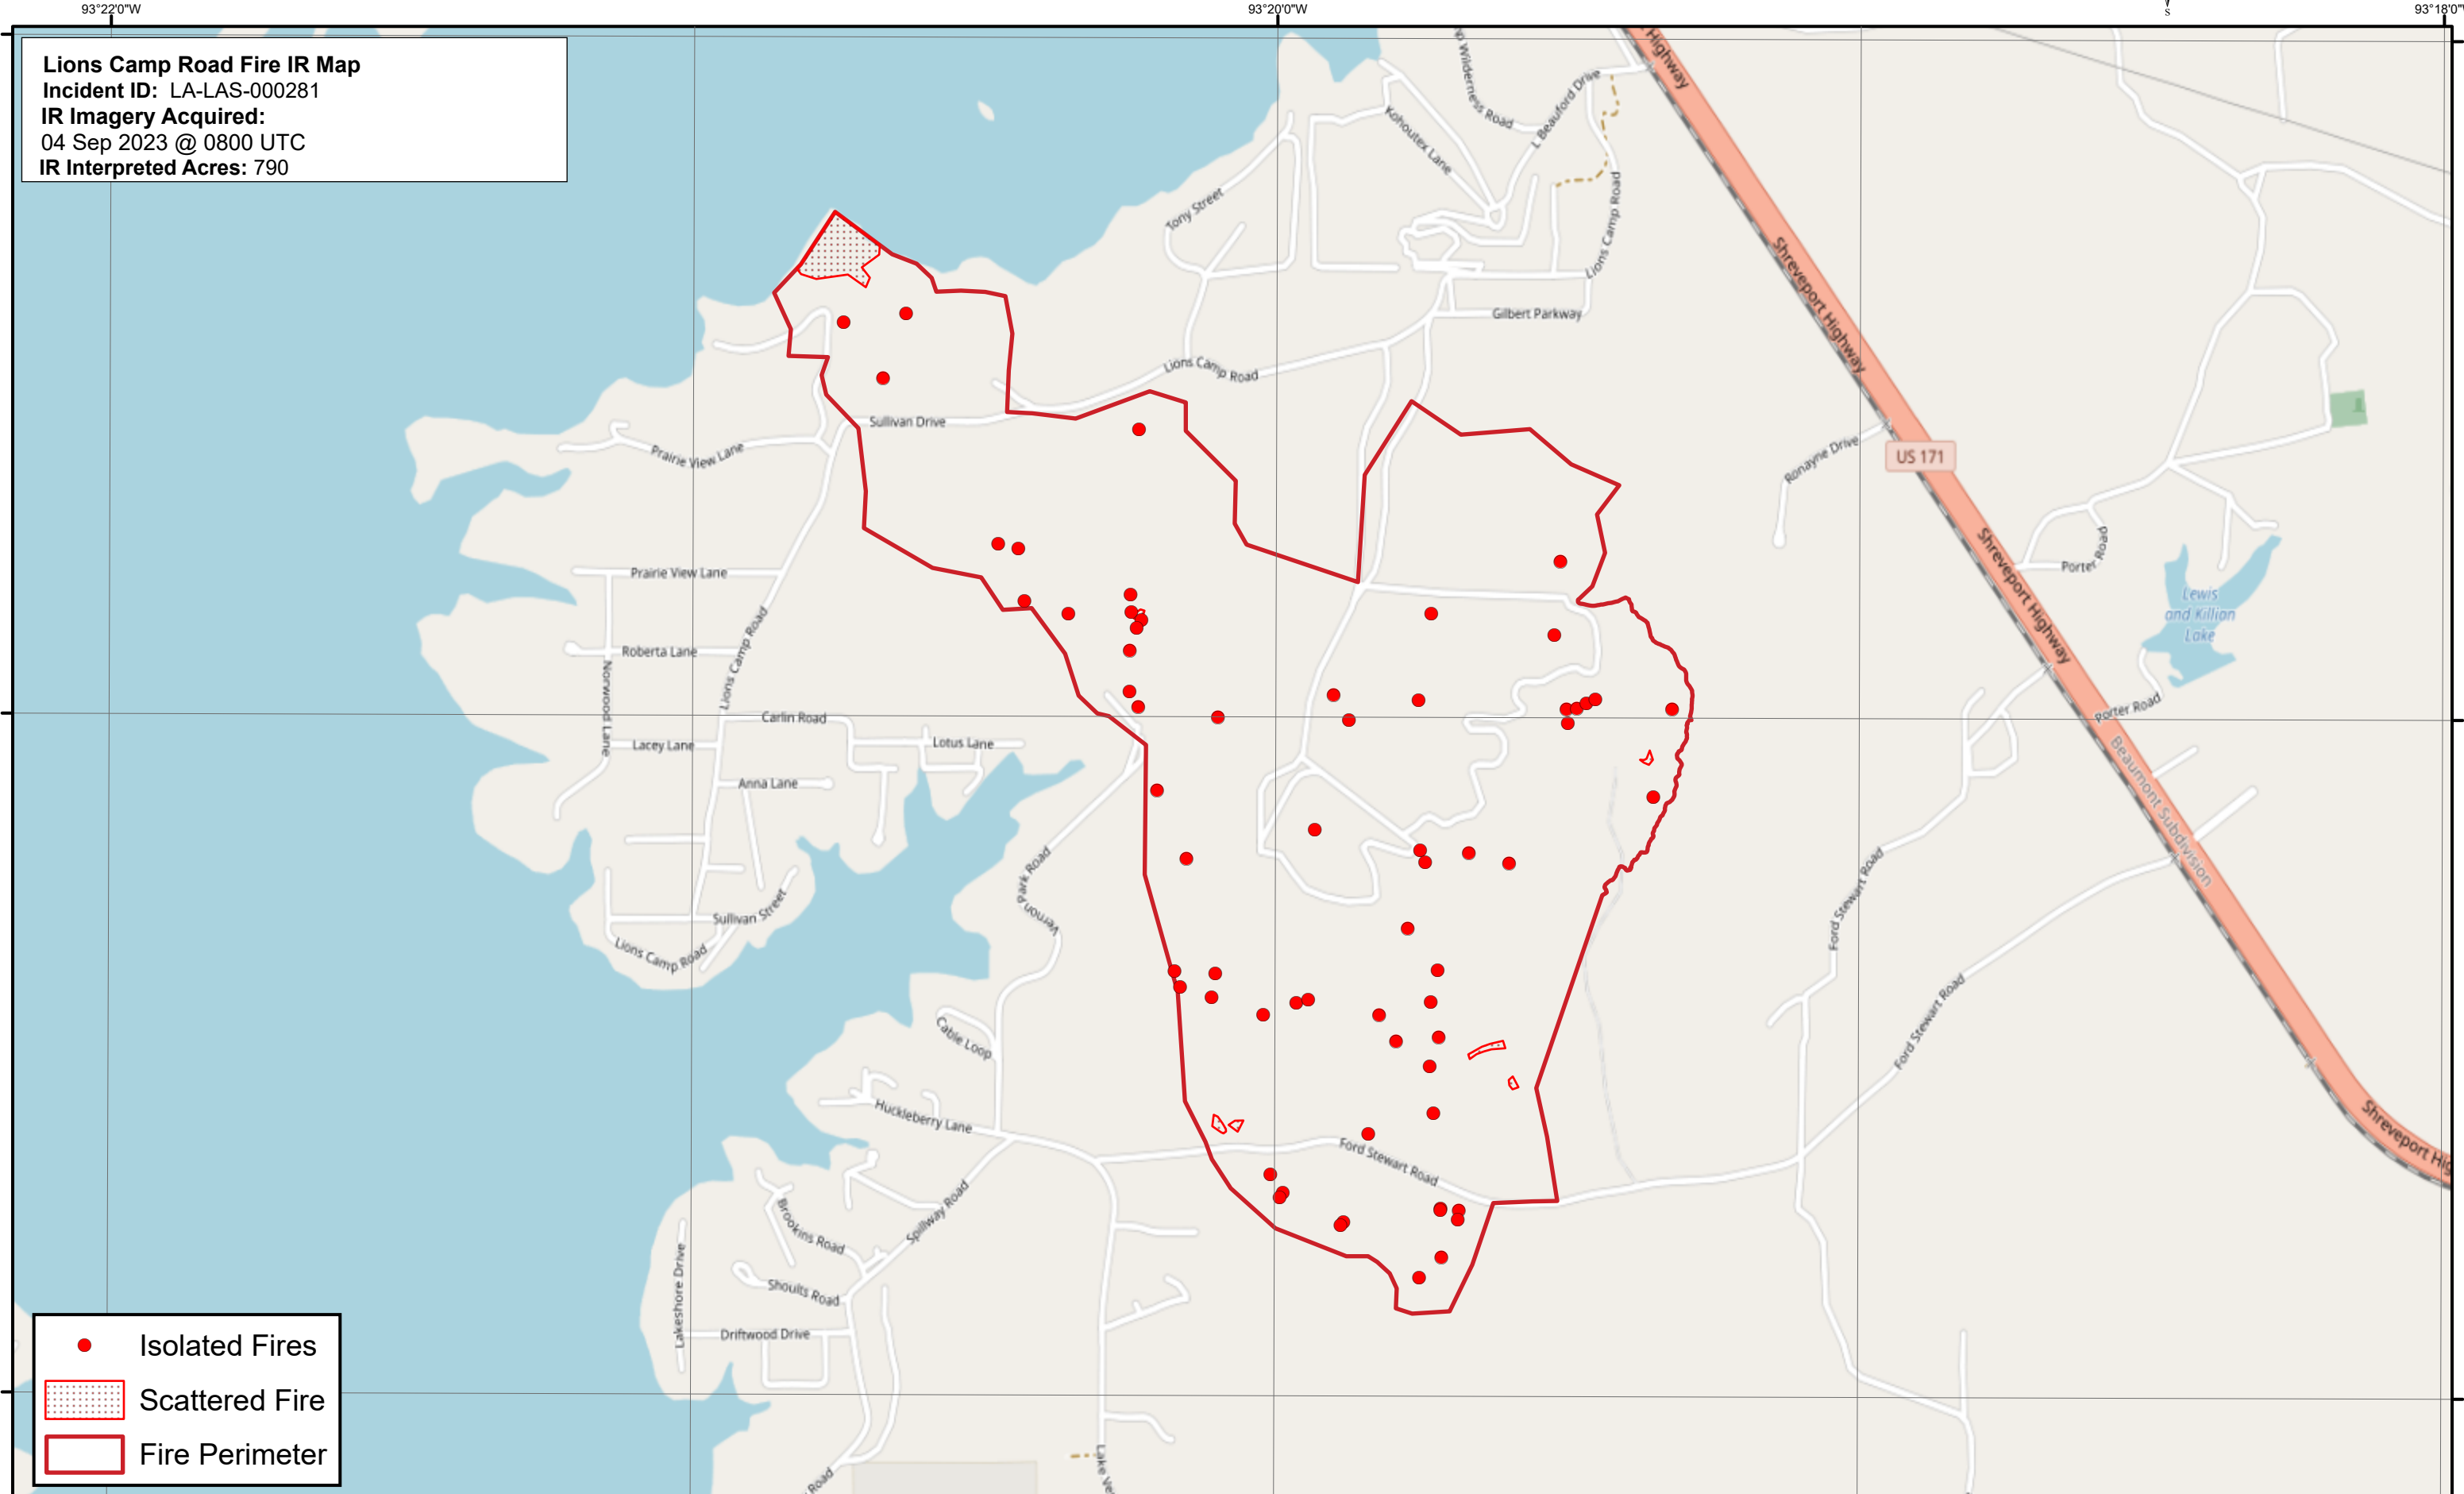 93°22'0"W
93°20'0"W
S
Lions Camp Road Fire IR Map
Incident ID: LA-LAS-000281
IR Imagery Acquired:
04 Sep 2023 @ 0800 UTC
IR Interpreted Acres: 790
Highway
Wilderness Road
L Beauford Drive
Kohoutex Lane
Tony Street
Lions Camp Road
Gilbert Parkway
Shreveport Highway
Lions Camp Road
Sullivan Drive
Prairie View Lane
Ronayne Drive
US 171
Shreveport Highway
Porter Road
Prairie View Lane
Lewis
and Killian
Lake
Roberta Lane
Norwood Lane
Lions Camp Road
Carlin Road
Lacey Lane
Lotus Lane
Anna Lane
Porter Road
Beaumont Subdivision
Vernon Park Road
Ford Stewart Road
Sullivan Street
Lions Camp Road
Ford Stewart Road
Cable Loop
Huckleberry Lane
Ford Stewart Road
Shreveport
Spillway Road
Brookins Road
Lakeshore Drive
Shoults Road
Driftwood Drive
Road
Lake
Isolated Fires
Scattered Fire
Fire Perimeter